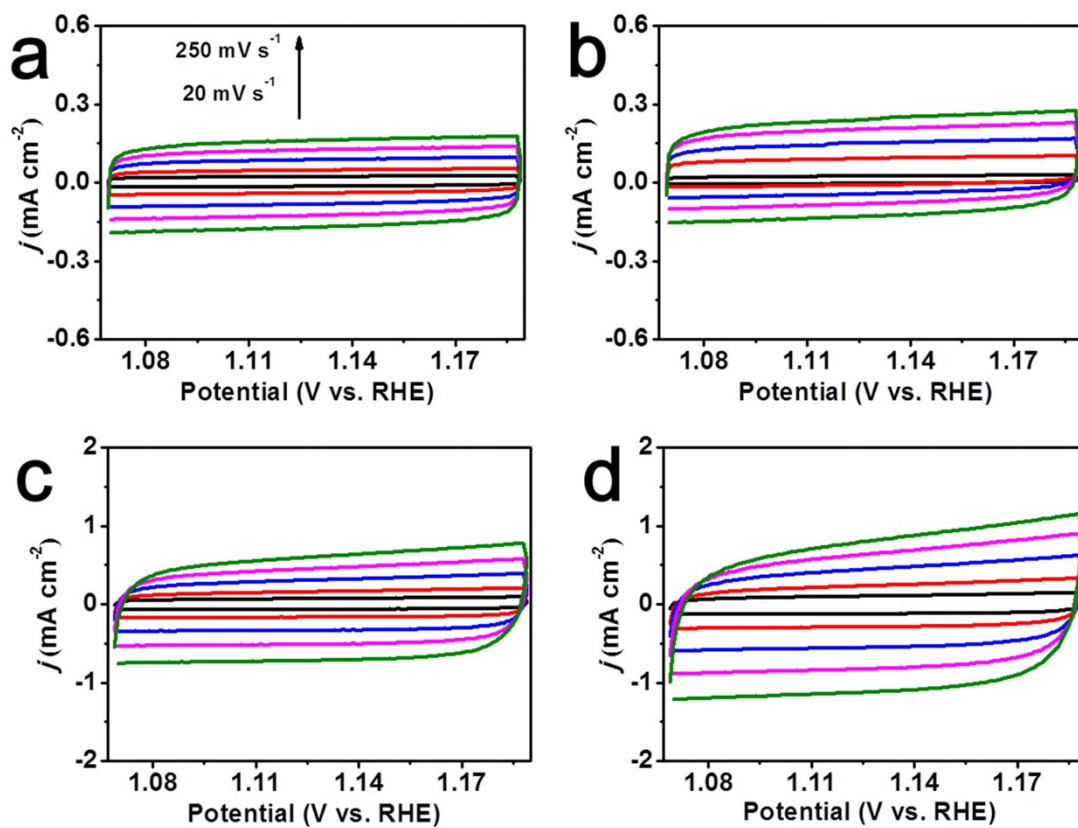 a
250 mV s⁻¹
20 mV s⁻¹
0.6
0.3
0.0
-0.3
-0.6
j (mA cm⁻²)
1.08 1.11 1.14 1.17
Potential (V vs. RHE)
b
0.6
0.3
0.0
-0.3
-0.6
j (mA cm⁻²)
1.08 1.11 1.14 1.17
Potential (V vs. RHE)
c
2
1
0
-1
-2
j (mA cm⁻²)
1.08 1.11 1.14 1.17
Potential (V vs. RHE)
d
2
1
0
-1
-2
j (mA cm⁻²)
1.08 1.11 1.14 1.17
Potential (V vs. RHE)